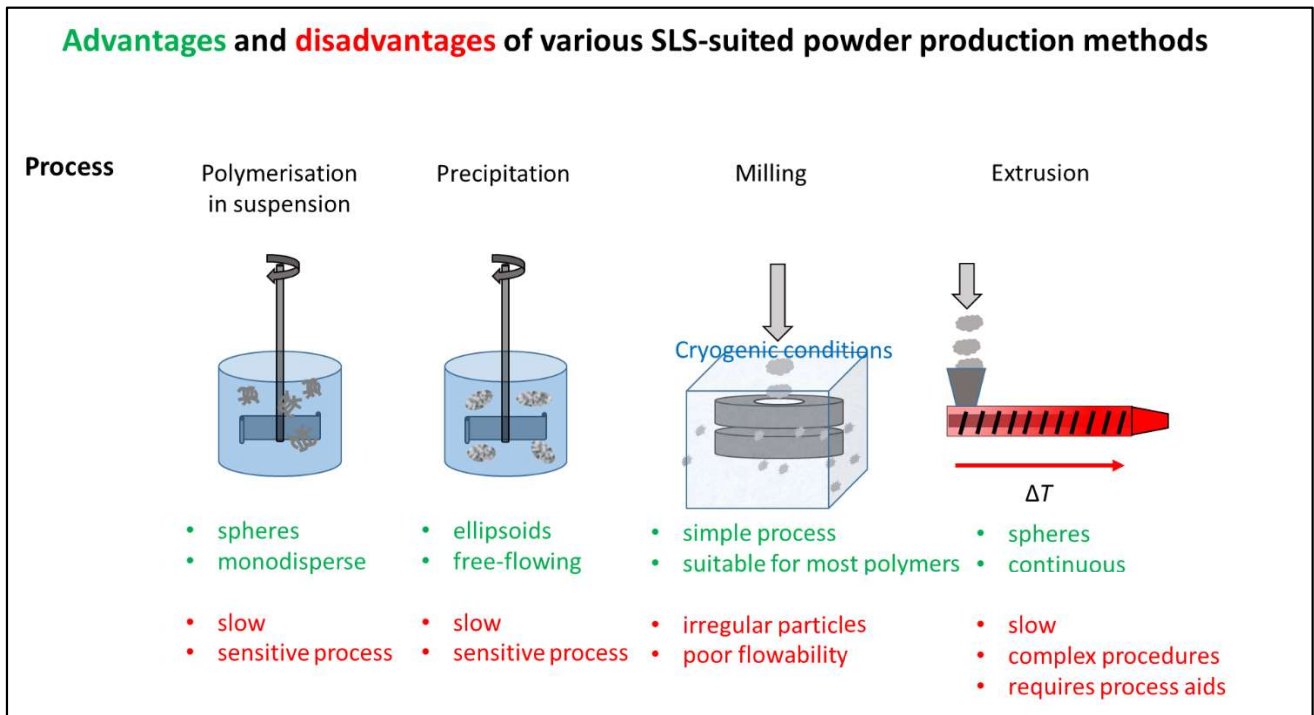 Advantages and disadvantages of various SLS-suited powder production methods
Process
Polymerisation
in suspension
Precipitation
Milling
Extrusion
Cryogenic conditions
ΔT
• spheres
• monodisperse
• slow
• sensitive process
• ellipsoids
• free-flowing
• slow
• sensitive process
• simple process
• suitable for most polymers
• irregular particles
• poor flowability
• spheres
• continuous
• slow
• complex procedures
• requires process aids